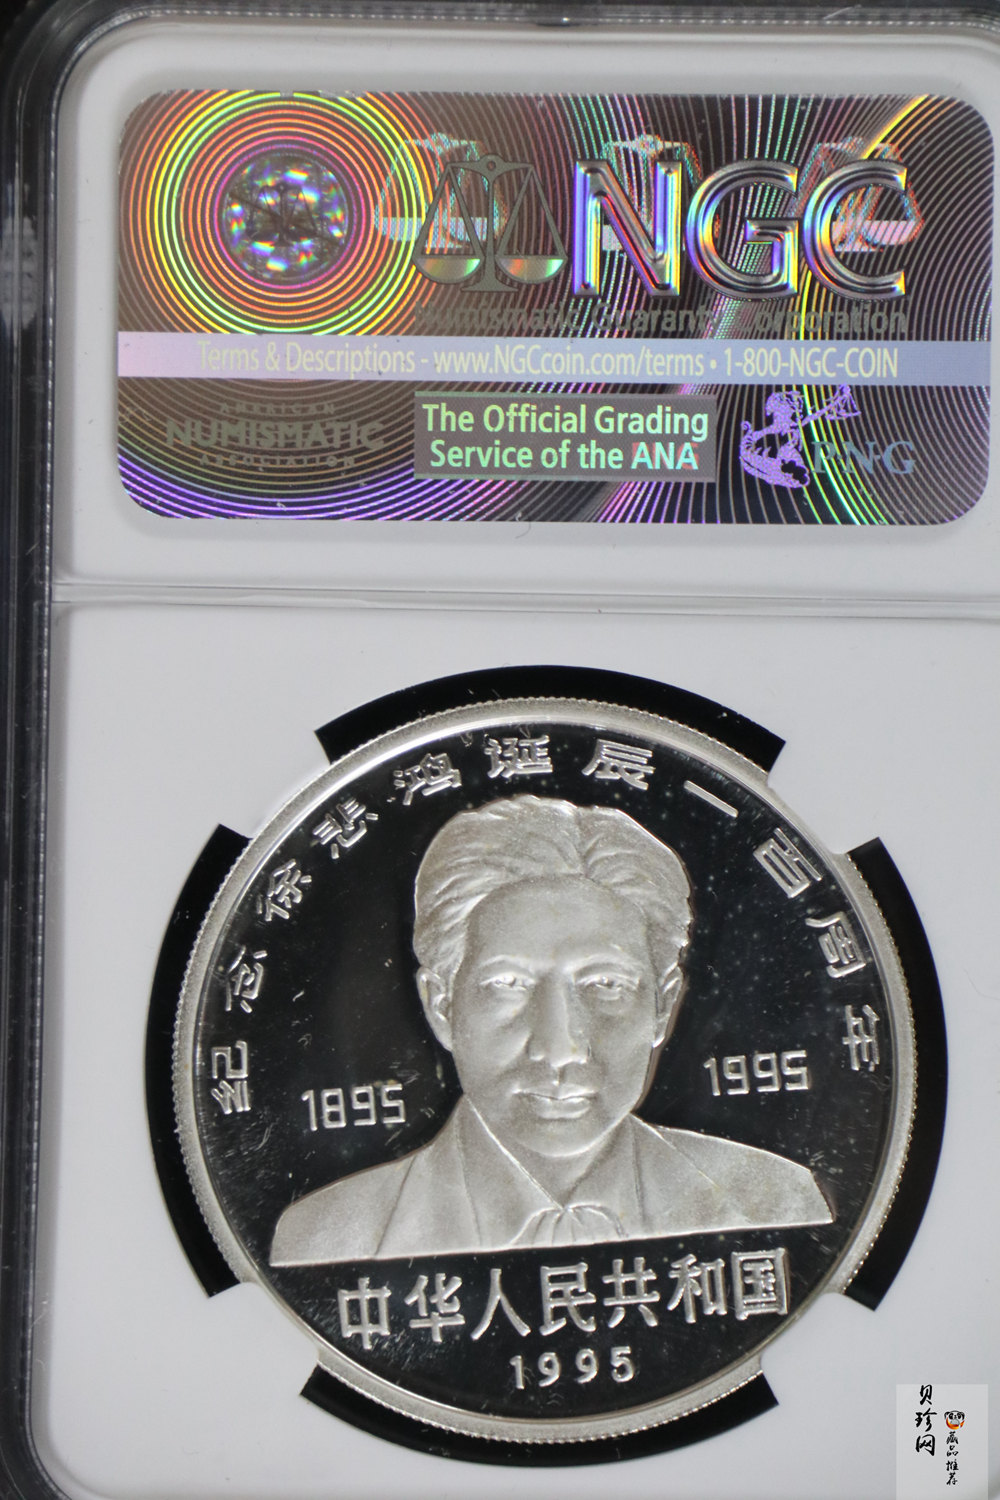 NGC
Numismatic Guaranty Corporation
Terms & Descriptions - www.NGCcoin.com/terms • 1-800-NGC-COIN
AMERICAN
NUMISMATIC
ASSOCIATION
The Official Grading
Service of the ANA
PNG
纪念徐悲鸿诞辰一百周年
1895
1995
中华人民共和国
1995
贝珍网
藏品推荐